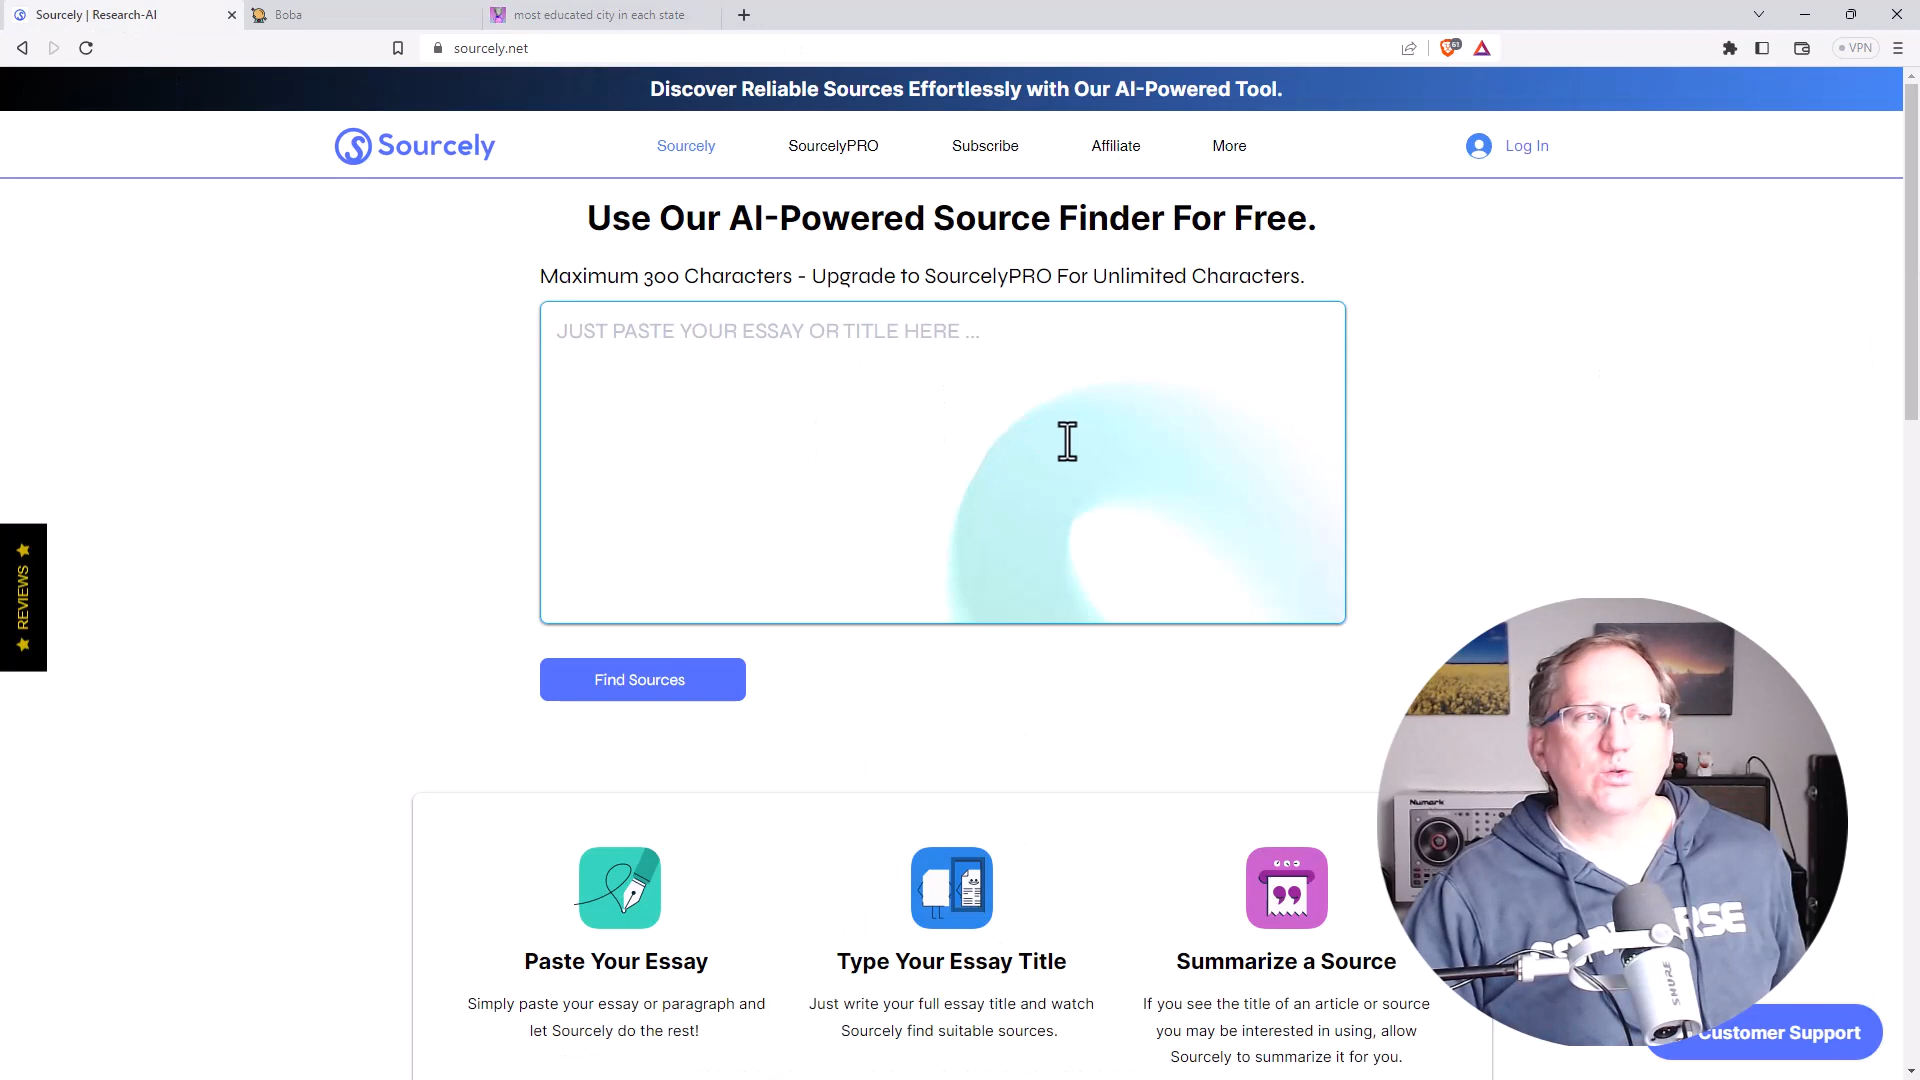 Sourcely | Research-AI
Boba
most educated city in each state
sourcely.net
61
VPN
Discover Reliable Sources Effortlessly with Our AI-Powered Tool.
Sourcely
Sourcely
SourcelyPRO
Subscribe
Affiliate
More
Log In
Use Our AI-Powered Source Finder For Free.
Maximum 300 Characters - Upgrade to SourcelyPRO For Unlimited Characters.
JUST PASTE YOUR ESSAY OR TITLE HERE ...
REVIEWS
Find Sources
Numark
SHURE
Paste Your Essay
Simply paste your essay or paragraph and
let Sourcely do the rest!
Type Your Essay Title
Just write your full essay title and watch
Sourcely find suitable sources.
Summarize a Source
If you see the title of an article or source
you may be interested in using, allow
Sourcely to summarize it for you.
Customer Support